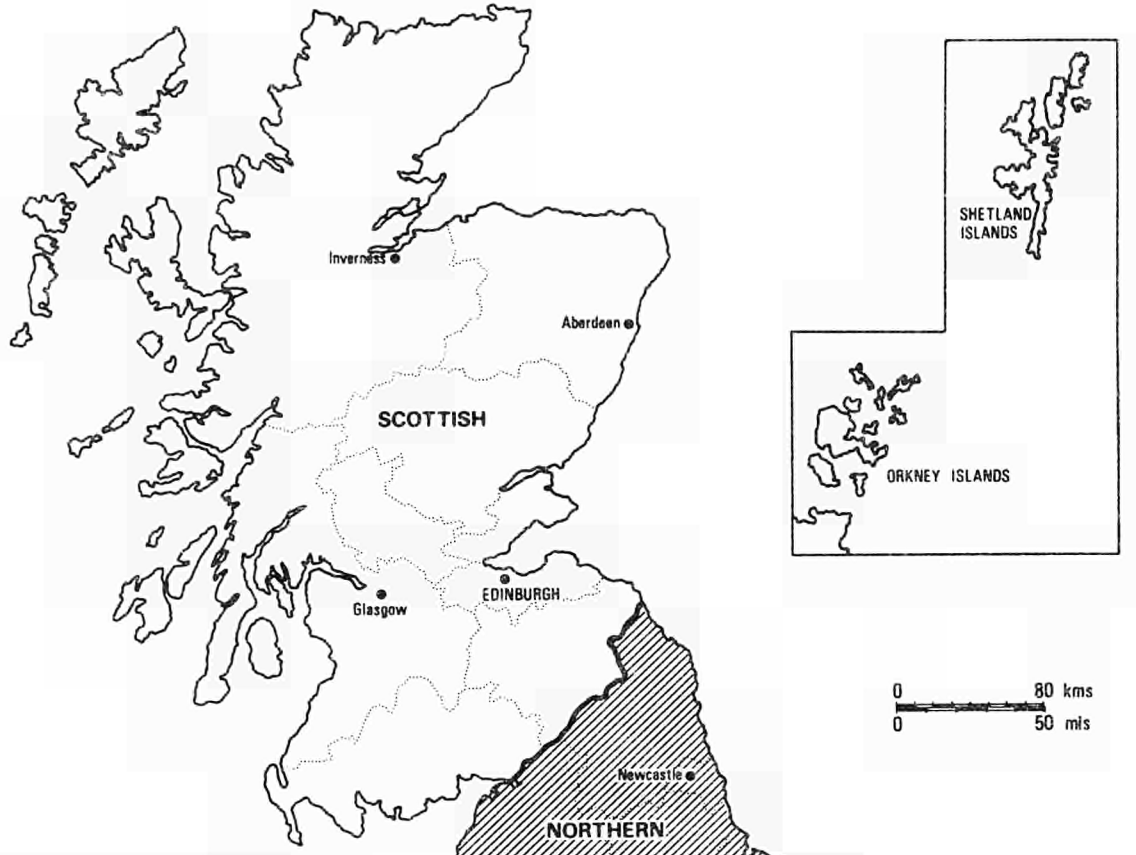 SHETLAND
ISLANDS
Inverness
Aberdeen
SCOTTISH
ORKNEY ISLANDS
EDINBURGH
Glasgow
0 80 kms
0 50 mls
Newcastle
NORTHERN